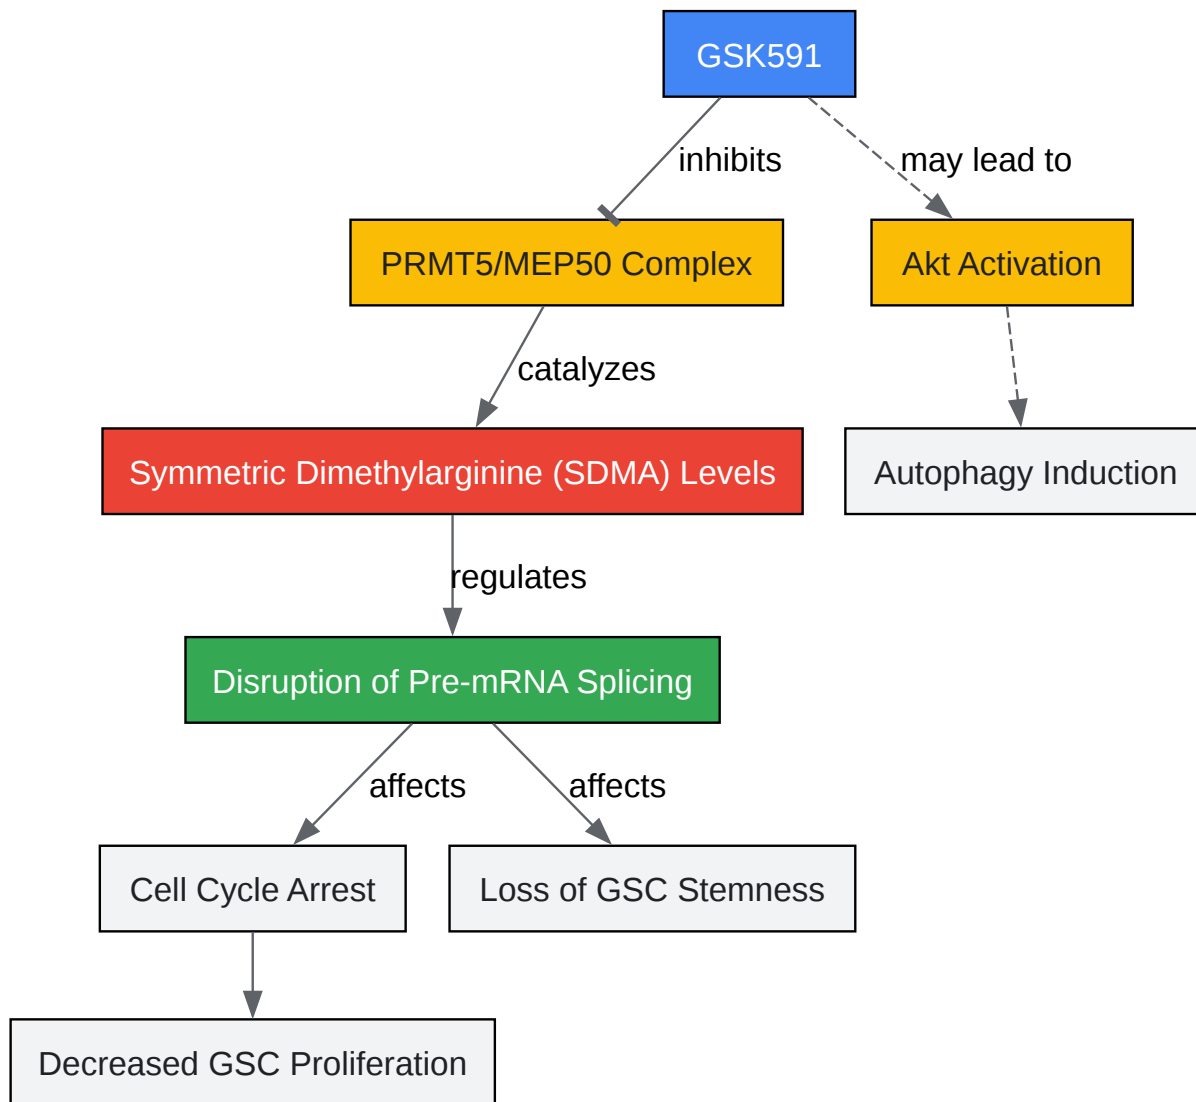 GSK591
inhibits
may lead to
PRMT5/MEP50 Complex
Akt Activation
catalyzes
Symmetric Dimethylarginine (SDMA) Levels
Autophagy Induction
regulates
Disruption of Pre-mRNA Splicing
affects
affects
Cell Cycle Arrest
Loss of GSC Stemness
Decreased GSC Proliferation